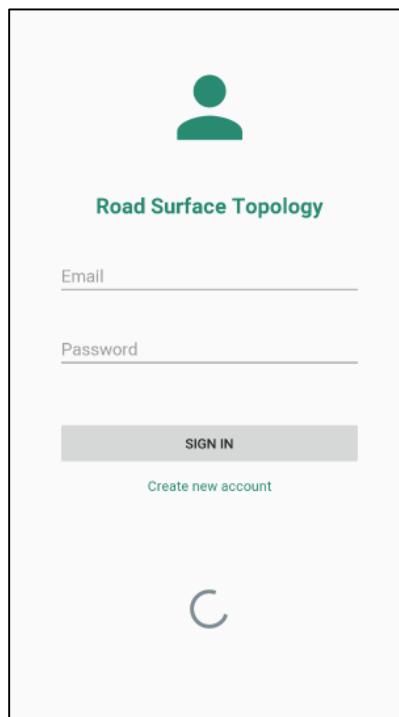 Road Surface Topology
Email
Password
SIGN IN
Create new account